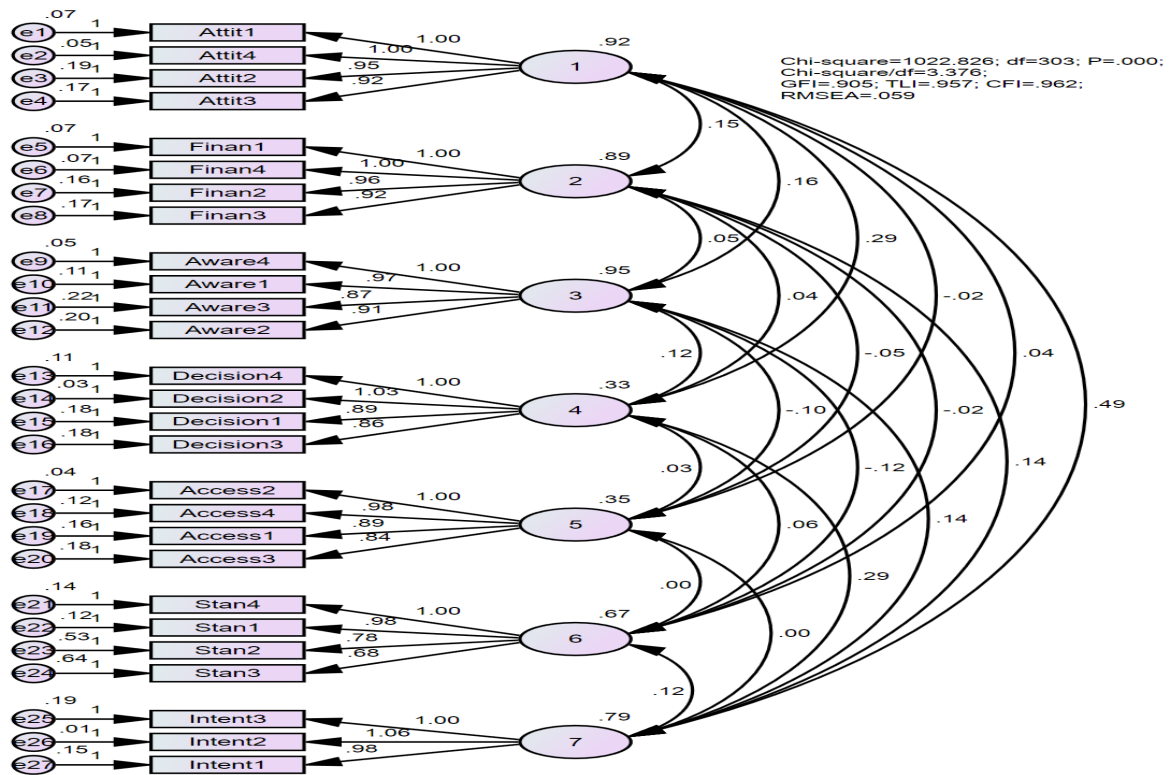 .07
e1 1 Attit1 1.00
.05
e2 1 Attit4 1.00
.19
e3 1 Attit2 .95
.17
e4 1 Attit3 .92
1 .92
Chi-square=1022.826; df=303; P=.000;
Chi-square/df=3.376;
GFI=.905; TLI=.957; CFI=.962;
RMSEA=.059
.07
e5 1 Finan1 1.00
.07
e6 1 Finan4 1.00
.16
e7 1 Finan2 .96
.17
e8 1 Finan3 .92
2 .89
.05
e9 1 Aware4 1.00
.11
e10 1 Aware1 .97
.22
e11 1 Aware3 .87
.20
e12 1 Aware2 .91
3 .95
.11
e13 1 Decision4 1.00
.03
e14 1 Decision2 1.03
.18
e15 1 Decision1 .89
.18
e16 1 Decision3 .86
4 .33
.04
e17 1 Access2 1.00
.12
e18 1 Access4 .98
.16
e19 1 Access1 .89
.18
e20 1 Access3 .84
5 .35
.14
e21 1 Stan4 1.00
.12
e22 1 Stan1 .98
.53
e23 1 Stan2 .78
.64
e24 1 Stan3 .68
6 .67
.19
e25 1 Intent3 1.00
.01
e26 1 Intent2 1.06
.15
e27 1 Intent1 .98
7 .79
.15
.16
.05
.29
.04
-.02
.12
-.05
.04
-.10
-.02
.49
.03
-.12
.14
.06
.14
.00
.29
.00
.12